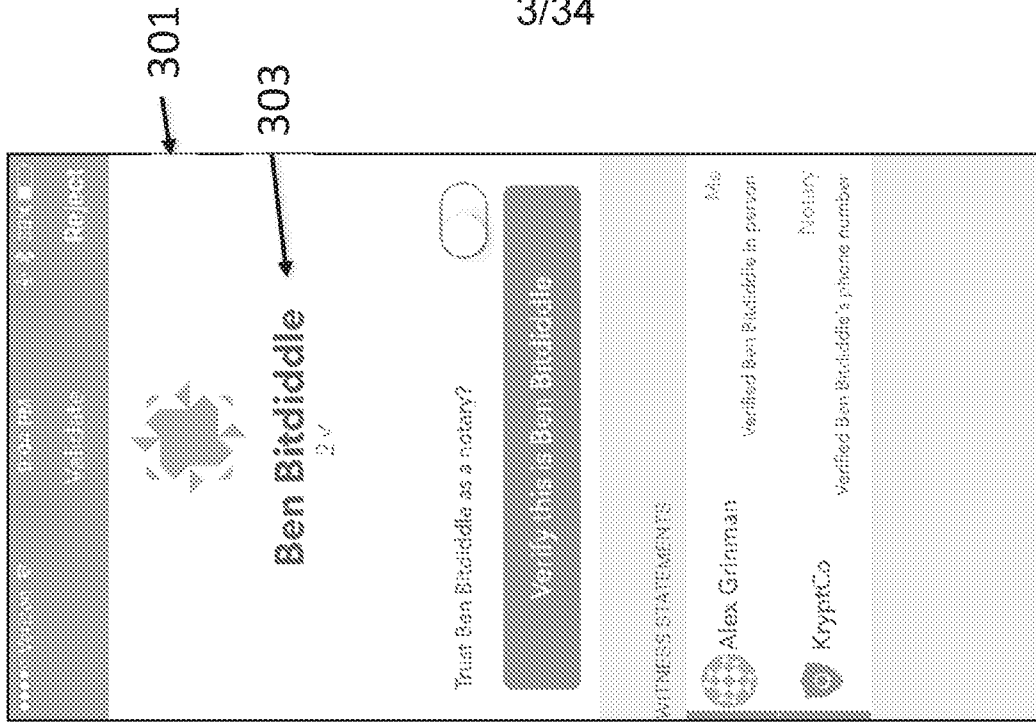 3/34
301
303
Validate
Reject
Ben Bitdiddle
2✓
Trust Ben Bitdiddle as a notary?
Verify this is Ben Bitdiddle
WITNESS STATEMENTS
Alex Grinman
Me
Verified Ben Bitdiddle in person
KryptCo
Notary
Verified Ben Bitdiddle's phone number